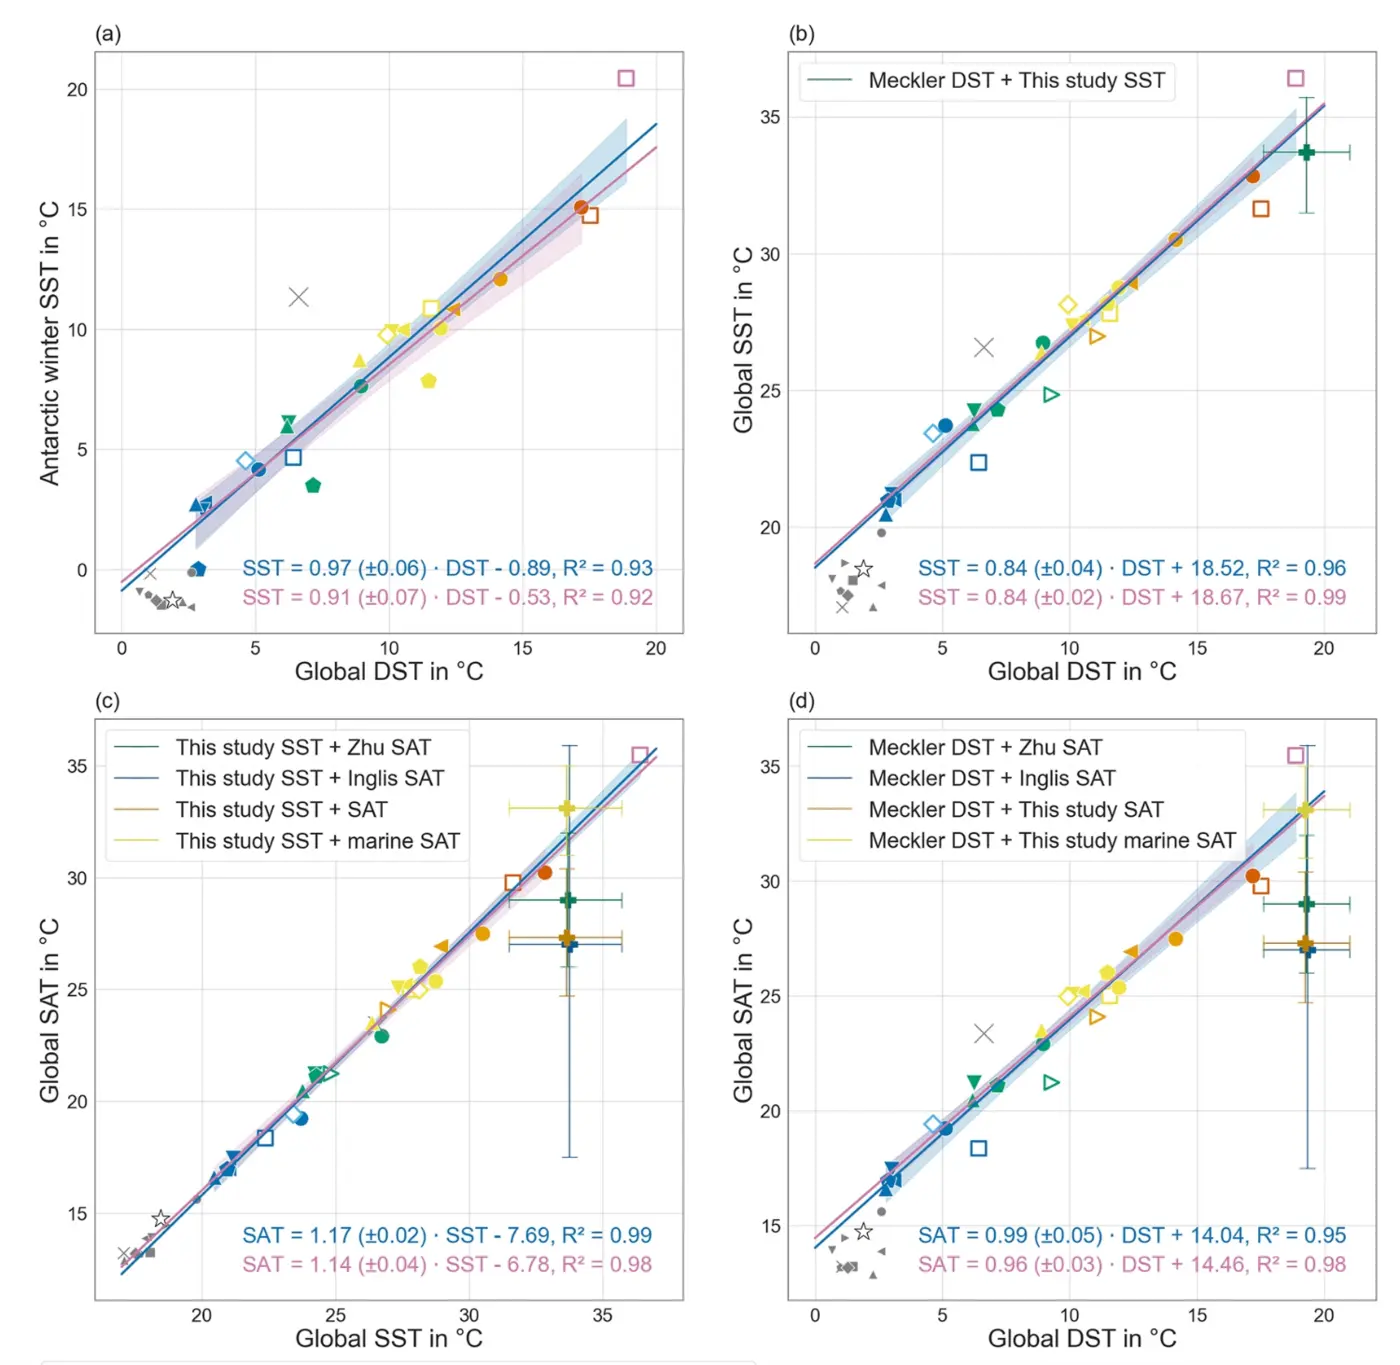 (a)
20
15
10
5
0
Antarctic winter SST in °C
SST = 0.97 (±0.06) · DST - 0.89, R² = 0.93
SST = 0.91 (±0.07) · DST - 0.53, R² = 0.92
0 5 10 15 20
Global DST in °C
(b)
Meckler DST + This study SST
35
30
25
20
Global SST in °C
SST = 0.84 (±0.04) · DST + 18.52, R² = 0.96
SST = 0.84 (±0.02) · DST + 18.67, R² = 0.99
0 5 10 15 20
Global DST in °C
(c)
This study SST + Zhu SAT
This study SST + Inglis SAT
This study SST + SAT
This study SST + marine SAT
35
30
25
20
15
Global SAT in °C
SAT = 1.17 (±0.02) · SST - 7.69, R² = 0.99
SAT = 1.14 (±0.04) · SST - 6.78, R² = 0.98
20 25 30 35
Global SST in °C
(d)
Meckler DST + Zhu SAT
Meckler DST + Inglis SAT
Meckler DST + This study SAT
Meckler DST + This study marine SAT
35
30
25
20
15
Global SAT in °C
SAT = 0.99 (±0.05) · DST + 14.04, R² = 0.95
SAT = 0.96 (±0.03) · DST + 14.46, R² = 0.98
0 5 10 15 20
Global DST in °C